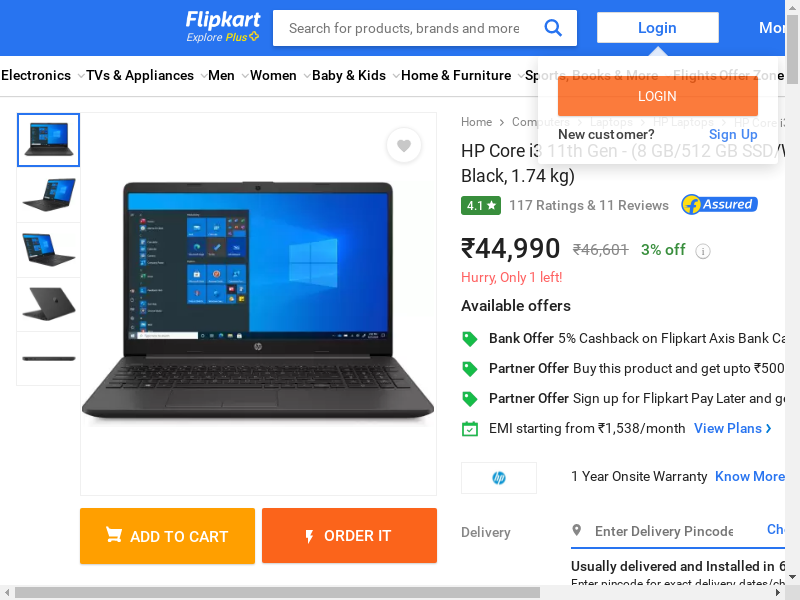 Flipkart
Explore Plus
Search for products, brands and more
Login
Electronics
TVs & Appliances
Men
Women
Baby & Kids
Home & Furniture
Sports, Books & More
Flights
Offer Zone
LOGIN
New customer?
Sign Up
Home
Computers
Laptops
HP Laptops
HP Core i3
HP Core i3 11th Gen - (8 GB/512 GB SSD/
Black, 1.74 kg)
4.1
117 Ratings & 11 Reviews
Assured
₹44,990 ₹46,601 3% off
Hurry, Only 1 left!
Available offers
Bank Offer 5% Cashback on Flipkart Axis Bank
Partner Offer Buy this product and get upto ₹500
Partner Offer Sign up for Flipkart Pay Later and
EMI starting from ₹1,538/month View Plans
hp
1 Year Onsite Warranty Know More
Delivery
Enter Delivery Pincode
Usually delivered and Installed in 6
Enter pincode for exact delivery
ADD TO CART
ORDER IT